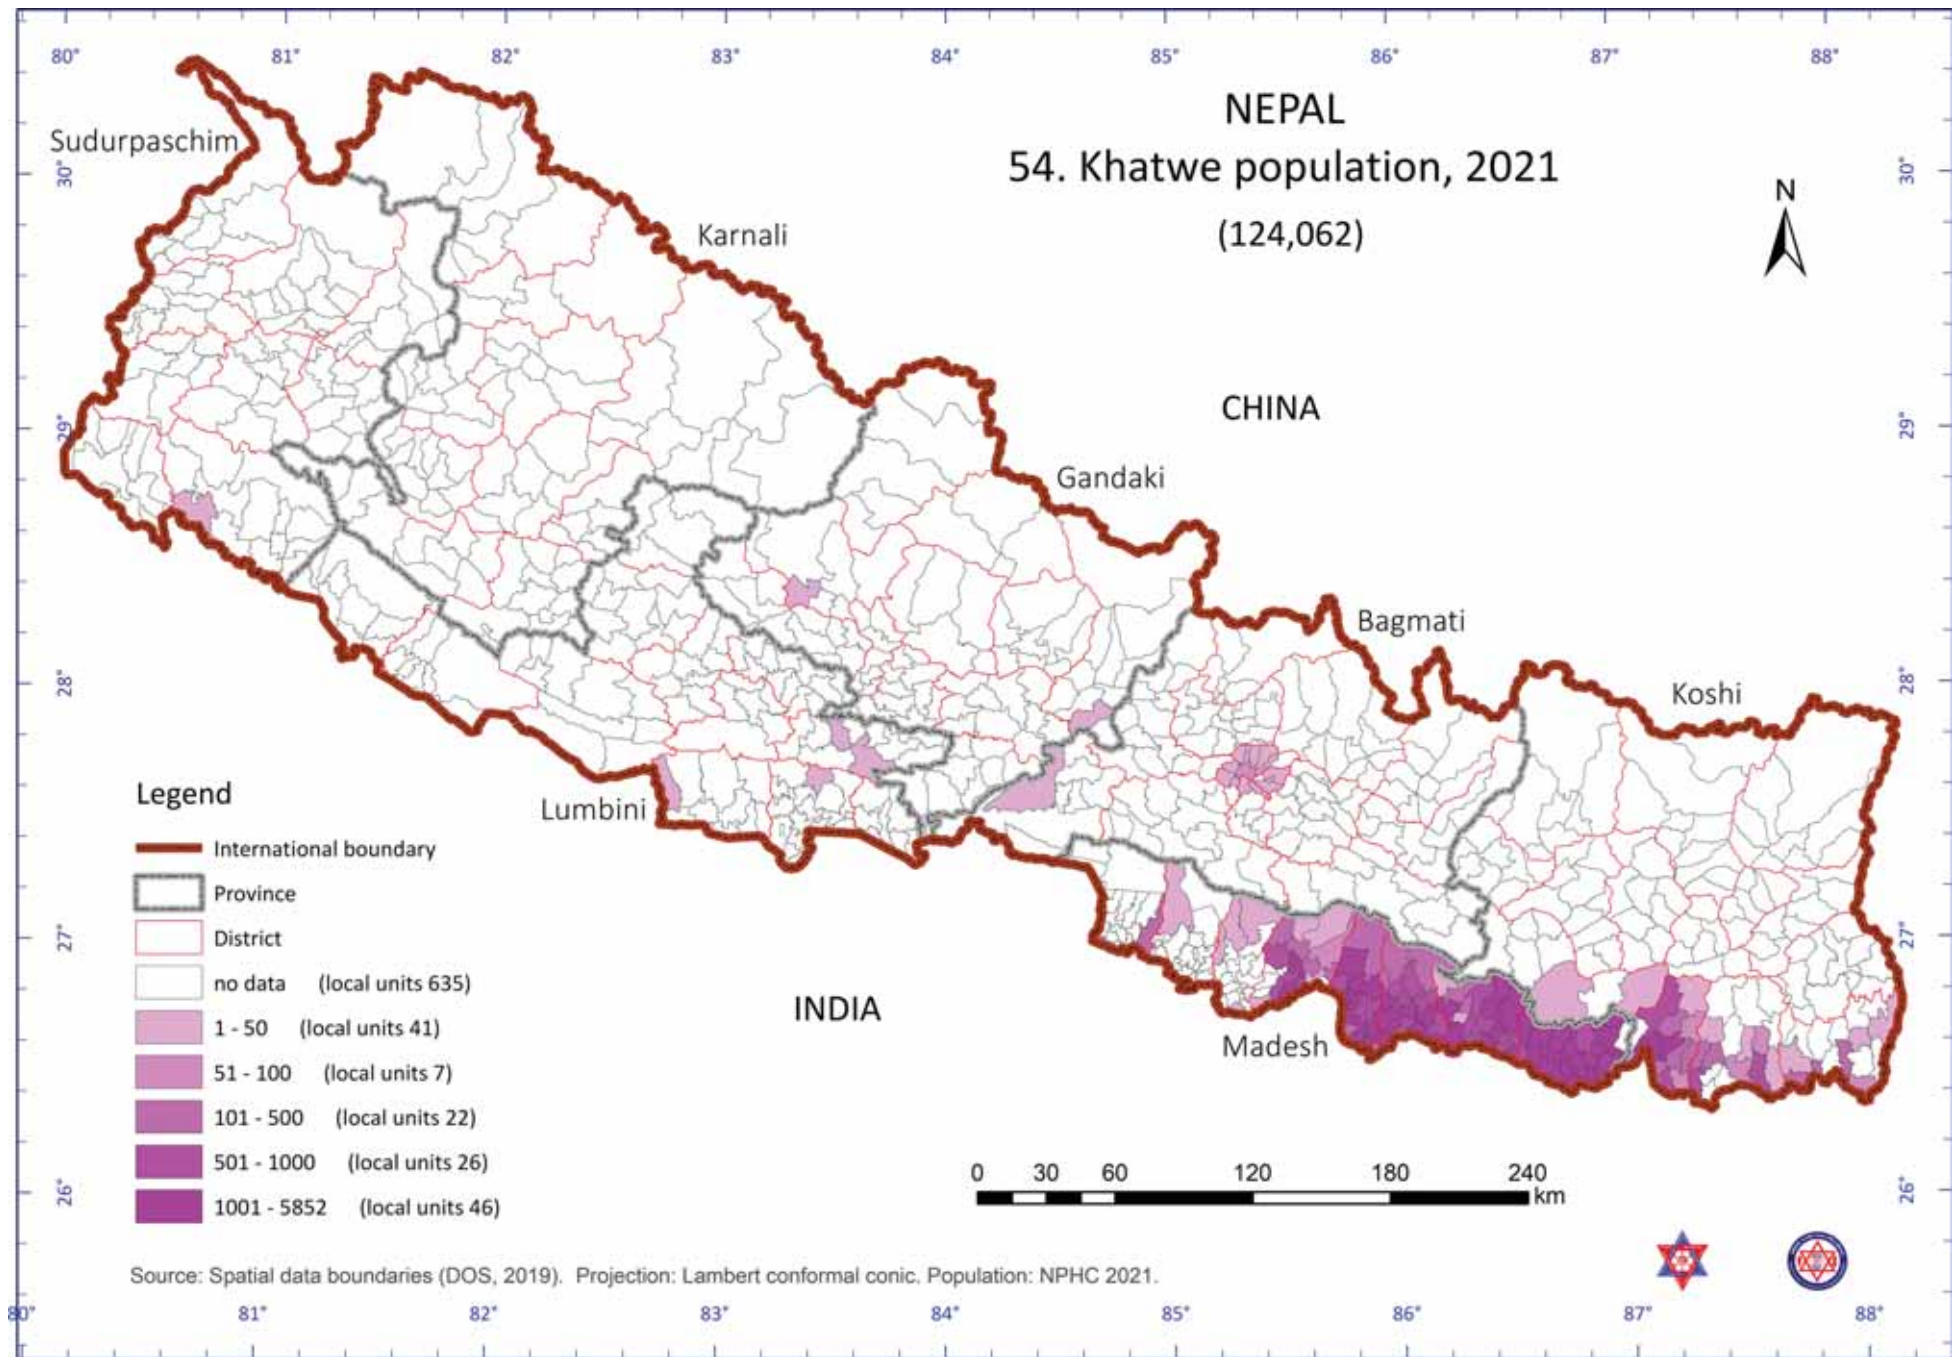 80° 81° 82° 83° 84° 85° 86° 87° 88°
NEPAL
54. Khatwe population, 2021
(124,062)
N
Sudurpaschim
30°
30°
Karnali
CHINA
29°
29°
Gandaki
Bagmati
28°
28°
Koshi
Legend
Lumbini
International boundary
Province
27°
27°
District
no data (local units 635)
INDIA
1 - 50 (local units 41)
Madesh
51 - 100 (local units 7)
101 - 500 (local units 22)
501 - 1000 (local units 26)
0 30 60 120 180 240
km
26°
26°
1001 - 5852 (local units 46)
Source: Spatial data boundaries (DOS, 2019). Projection: Lambert conformal conic. Population: NPHC 2021.
80° 81° 82° 83° 84° 85° 86° 87° 88°